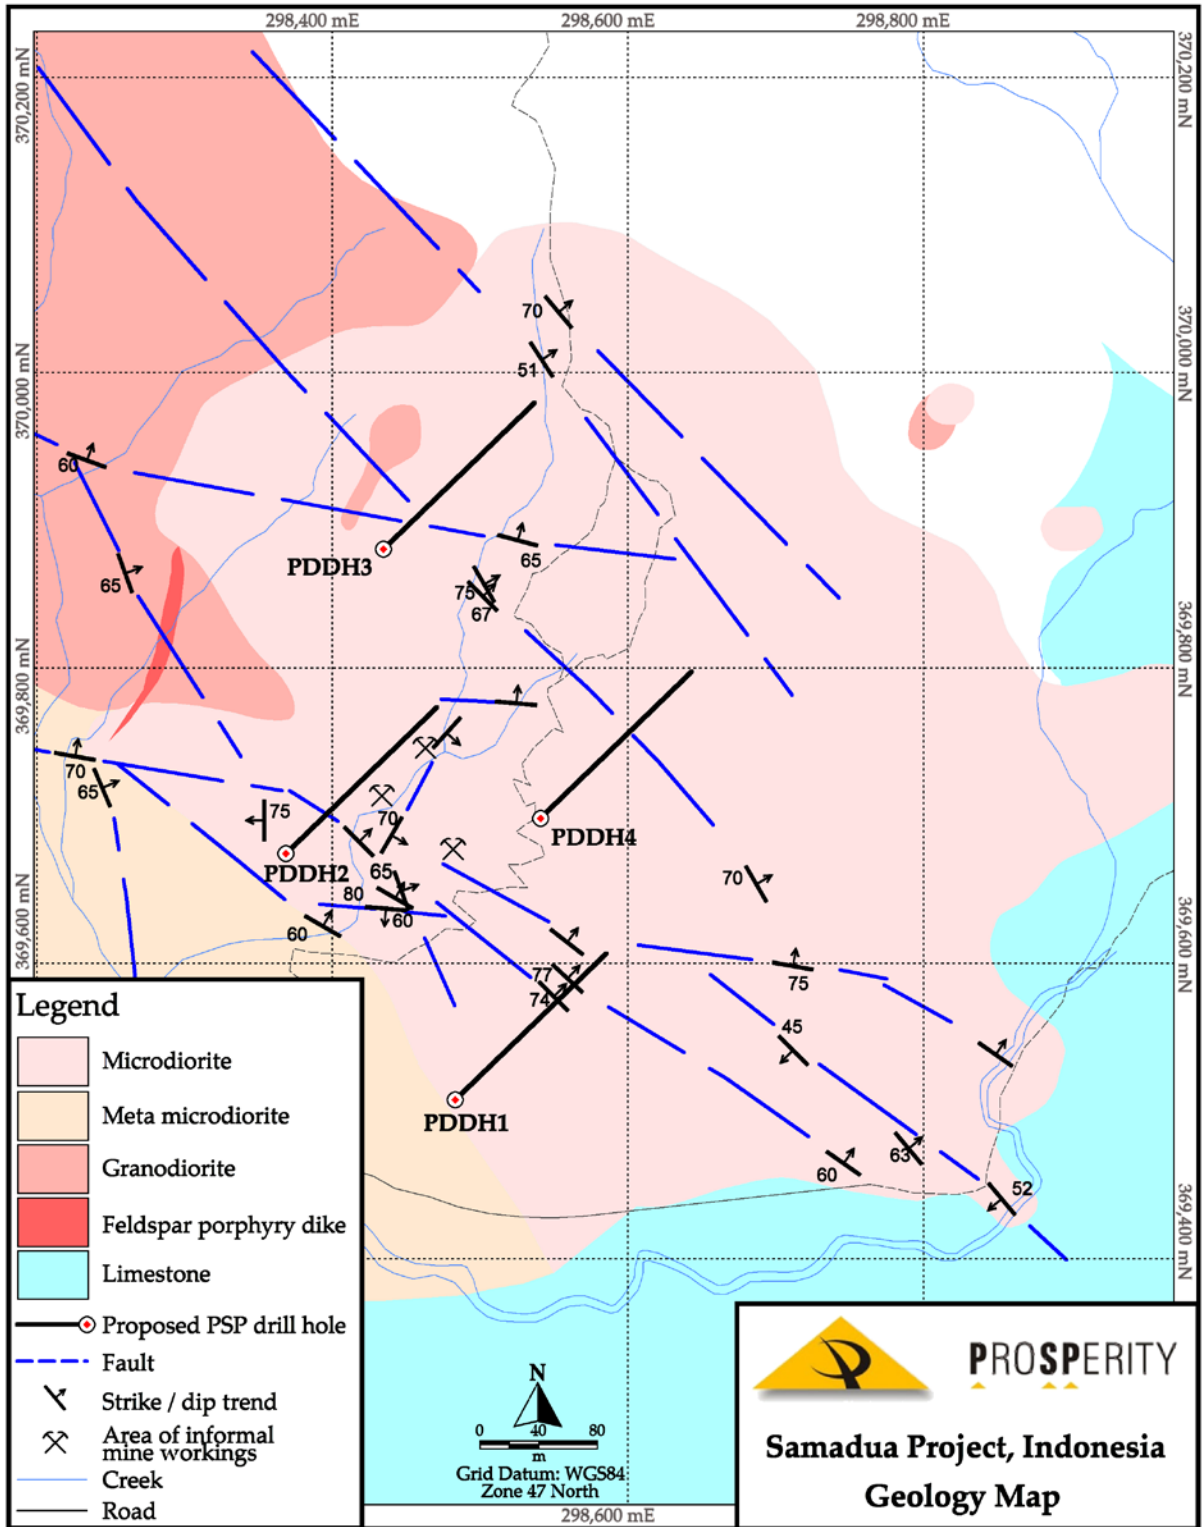 298,400 mE
298,600 mE
298,800 mE
370,200 mN
370,200 mN
370,000 mN
370,000 mN
369,800 mN
369,800 mN
369,600 mN
369,600 mN
369,400 mN
70
51
60
65
65
PDDH3
75
67
70
65
75
70
PDDH2
PDDH4
65
80
60
60
70
77
74
75
45
PDDH1
60
63
52
Legend
Microdiorite
Meta microdiorite
Granodiorite
Feldspar porphyry dike
Limestone
Proposed PSP drill hole
Fault
Strike / dip trend
Area of informal
mine workings
Creek
Road
N
0 40 80
m
Grid Datum: WGS84
Zone 47 North
298,600 mE
PROSPERITY
Samadua Project, Indonesia
Geology Map